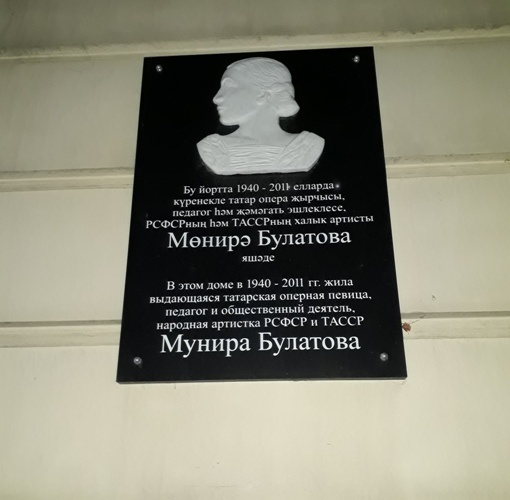 Бу йортта 1940 - 2011 елларда
күренекле татар опера җырчысы,
педагог һәм җәмәгать эшлеклесе,
РСФСРның һәм ТАССРның халык артисты
Мөнирә Булатова
яшәде
В этом доме в 1940 - 2011 гг. жила
выдающаяся татарская оперная певица,
педагог и общественный деятель,
народная артистка РСФСР и ТАССР
Мунира Булатова